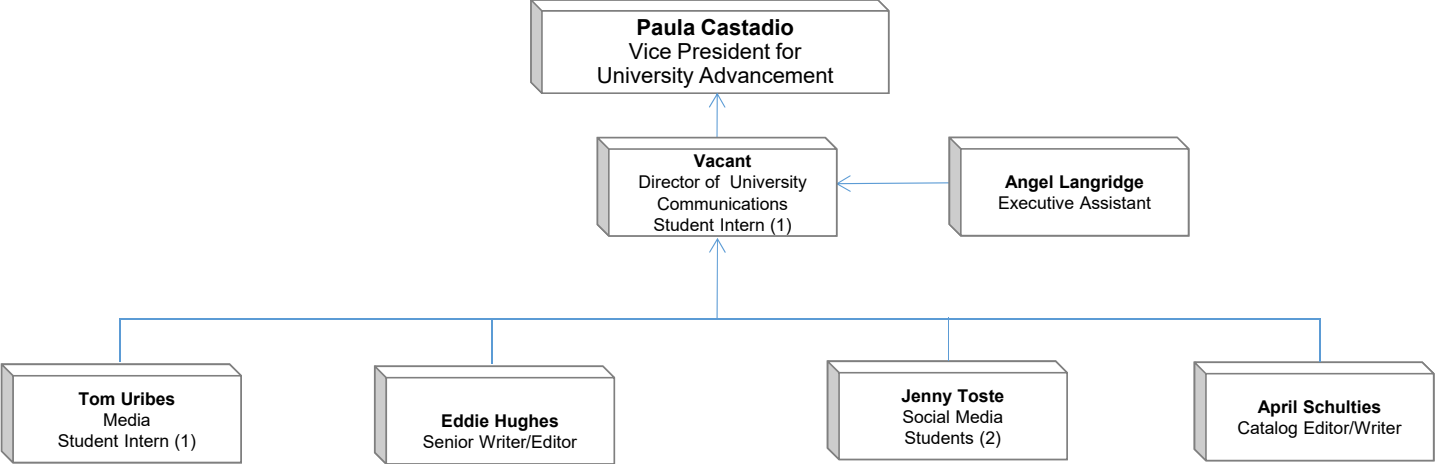 Paula Castadio
Vice President for
University Advancement
Vacant
Director of University
Communications
Student Intern (1)
Angel Langridge
Executive Assistant
Tom Uribes
Media
Student Intern (1)
Eddie Hughes
Senior Writer/Editor
Jenny Toste
Social Media
Students (2)
April Schulties
Catalog Editor/Writer